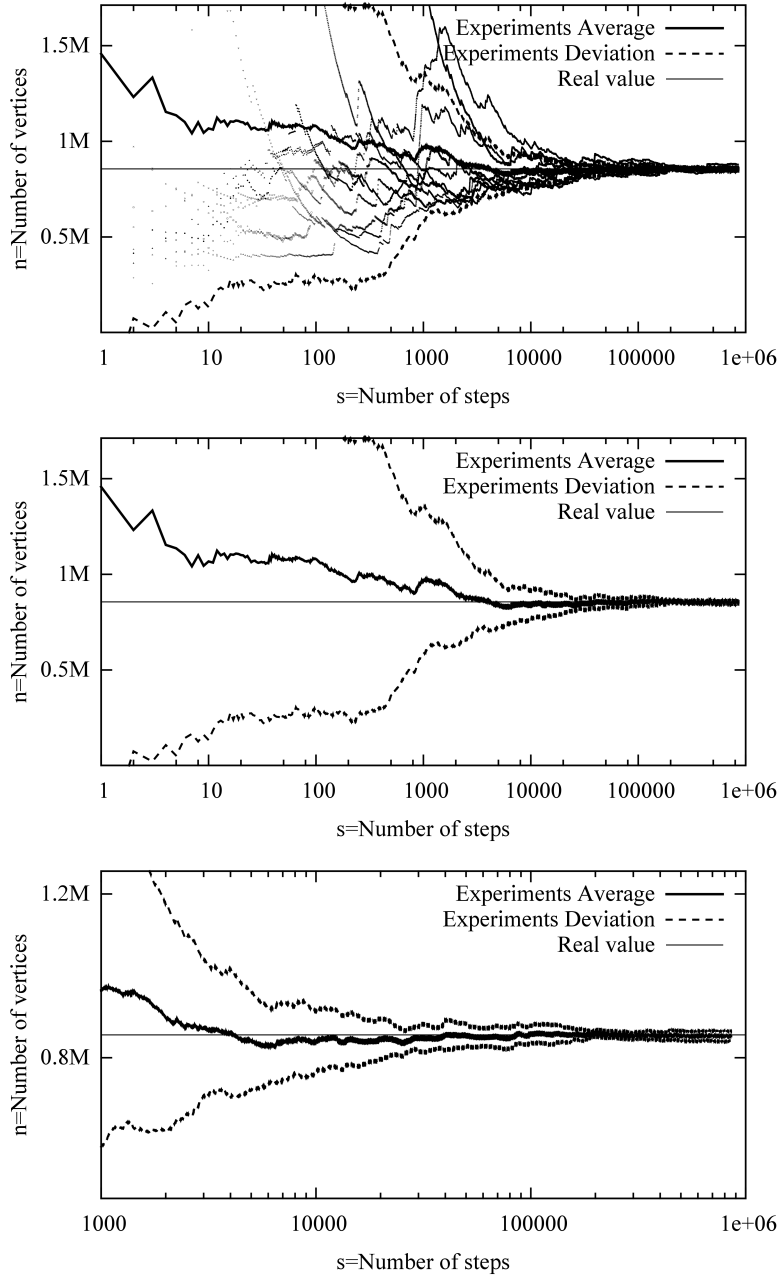 Experiments Average
Experiments Deviation
Real value
1.5M
1M
0.5M
n=Number of vertices
1 10 100 1000 10000 100000 1e+06
s=Number of steps
Experiments Average
Experiments Deviation
Real value
1.5M
1M
0.5M
n=Number of vertices
1 10 100 1000 10000 100000 1e+06
s=Number of steps
Experiments Average
Experiments Deviation
Real value
1.2M
0.8M
n=Number of vertices
1000 10000 100000 1e+06
s=Number of steps